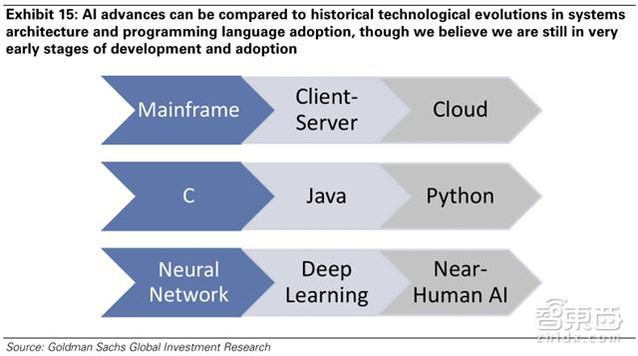 Exhibit 15: AI advances can be compared to historical technological evolutions in systems
architecture and programming language adoption, though we believe we are still in very
early stages of development and adoption
Mainframe
Client-
Server
Cloud
C
Java
Python
Neural
Network
Deep
Learning
Near-
Human AI
智東西
zhidx.com
Source: Goldman Sachs Global Investment Research